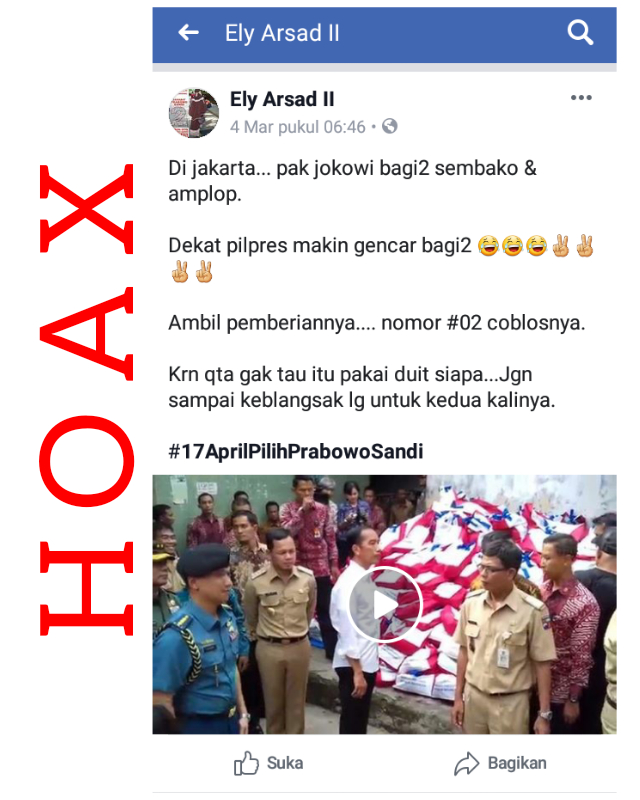 HOAX
Ely Arsad II
Ely Arsad II
4 Mar pukul 06:46 •
Di jakarta... pak jokowi bagi2 sembako &
amplop.
Dekat pilpres makin gencar bagi2 😂😂😂✌✌
✌✌
Ambil pemberiannya.... nomor #02 coblosnya.
Krn qta gak tau itu pakai duit siapa...Jgn
sampai keblangsak lg untuk kedua kalinya.
#17AprilPilihPrabowoSandi
Suka
Bagikan